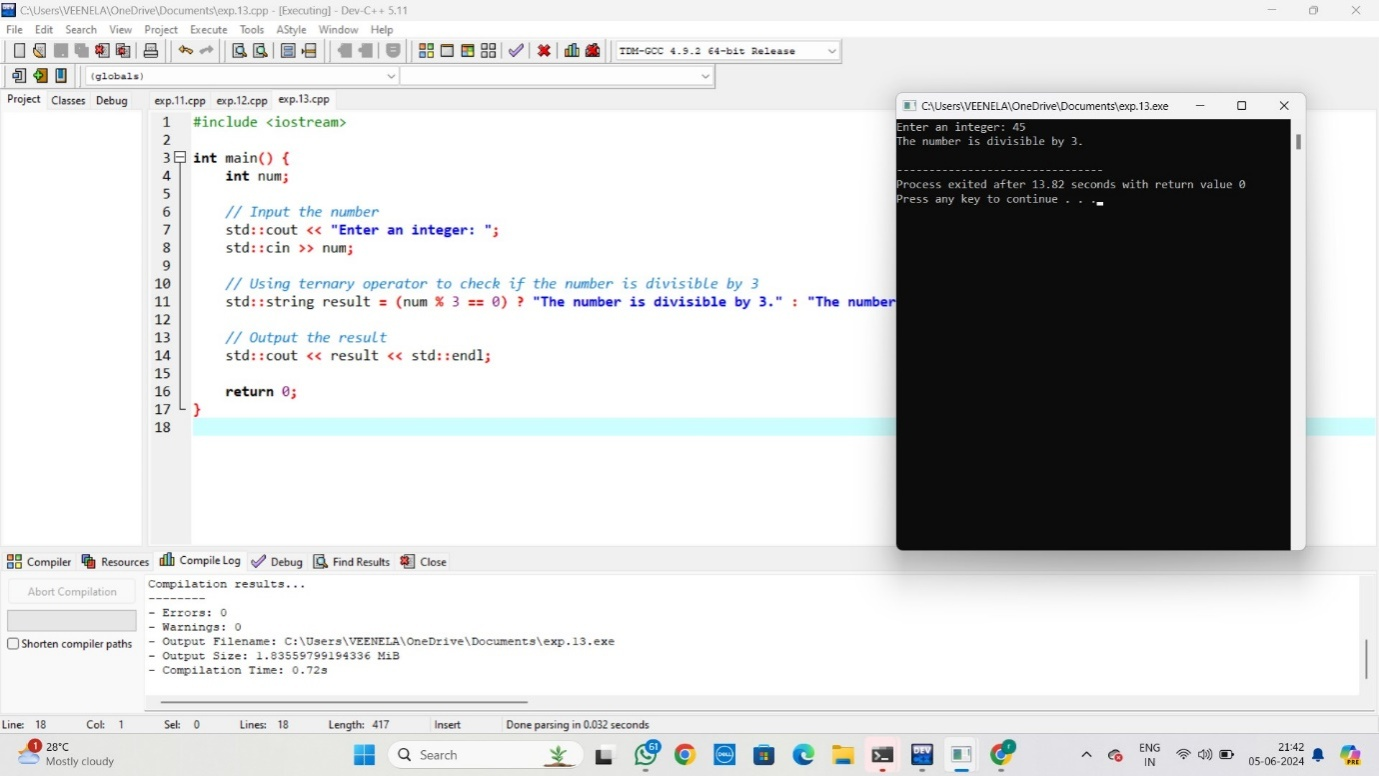 C:\Users\VEENELA\OneDrive\Documents\exp.13.cpp - [Executing] - Dev-C++ 5.11
File Edit Search View Project Execute Tools AStyle Window Help
TDM-GCC 4.9.2 64-bit Release
(globals)
Project Classes Debug
exp.11.cpp exp.12.cpp exp.13.cpp
1 #include <iostream>
2
3 int main() {
4 int num;
5
6 // Input the number
7 std::cout << "Enter an integer: ";
8 std::cin >> num;
9
10 // Using ternary operator to check if the number is divisible by 3
11 std::string result = (num % 3 == 0) ? "The number is divisible by 3." : "The number
12
13 // Output the result
14 std::cout << result << std::endl;
15
16 return 0;
17 }
18
C:\Users\VEENELA\OneDrive\Documents\exp.13.exe
Enter an integer: 45
The number is divisible by 3.
--------------------------------
Process exited after 13.82 seconds with return value 0
Press any key to continue . . .
Compiler Resources Compile Log Debug Find Results Close
Abort Compilation
Shorten compiler paths
Compilation results...
--------
- Errors: 0
- Warnings: 0
- Output Filename: C:\Users\VEENELA\OneDrive\Documents\exp.13.exe
- Output Size: 1.83559799194336 MiB
- Compilation Time: 0.72s
Line: 18 Col: 1 Sel: 0 Lines: 18 Length: 417 Insert Done parsing in 0.032 seconds
1
28°C
Mostly cloudy
Search
61
DELL
DEV
ENG
IN
21:42
05-06-2024
PRE